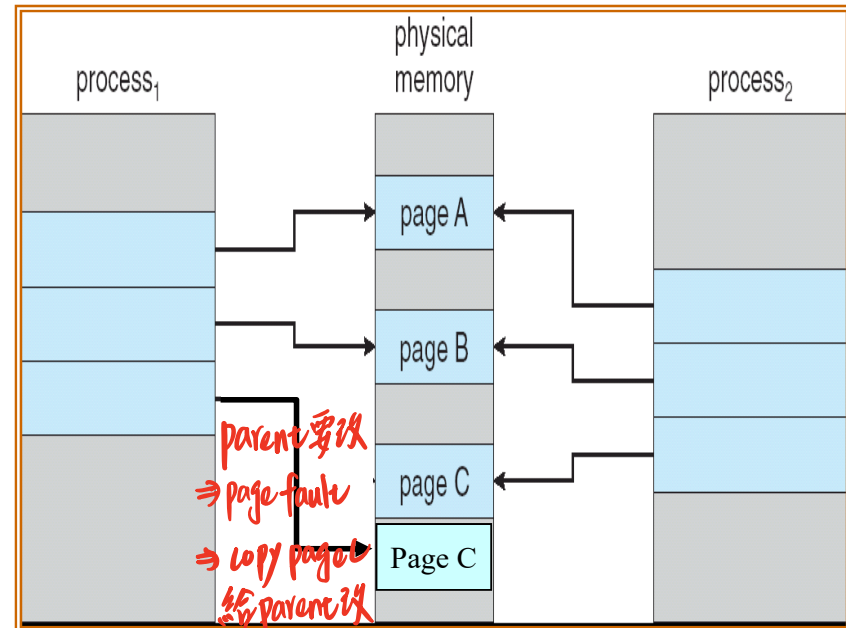 physical
memory
process₁
process₂
page A
page B
page C
Page C
parent要改
⇒ page fault
⇒ copy page C
給parent改